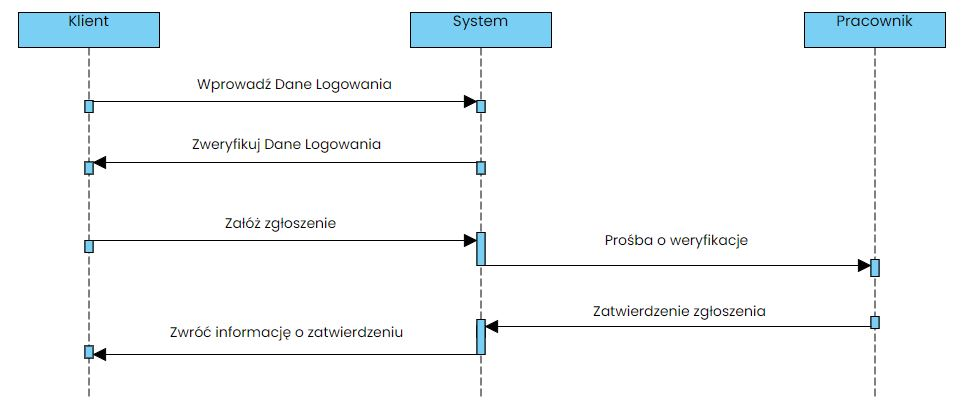 Klient
System
Pracownik
Wprowadź Dane Logowania
Zweryfikuj Dane Logowania
Załóż zgłoszenie
Prośba o weryfikacje
Zatwierdzenie zgłoszenia
Zwróć informację o zatwierdzeniu